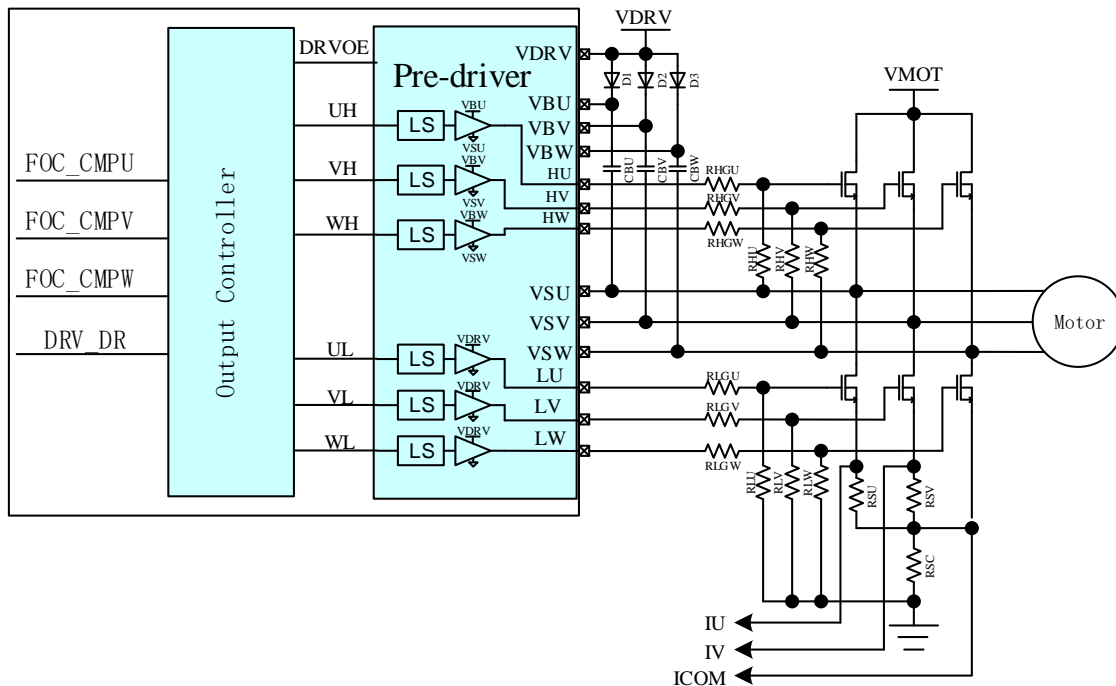 VDRV
DRVOE
VDRV
D1
D2
D3
Pre-driver
VMOT
VBU
UH
LS
VBU
VSU
VBV
VBW
FOC_CMPU
VH
LS
VBV
VSV
HU
CBU
CBV
CBW
RHGU
HV
RHGV
FOC_CMPV
WH
LS
VBW
VSW
HW
RHGW
RHU
RHV
RHW
Output Controller
FOC_CMPW
VSU
VSV
Motor
DRV_DR
VSW
UL
LS
VDRV
LU
RLGU
VL
LS
VDRV
LV
RLGV
WL
LS
VDRV
LW
RLGW
RLU
RLV
RLW
RSU
RSV
RSC
IU
IV
ICOM